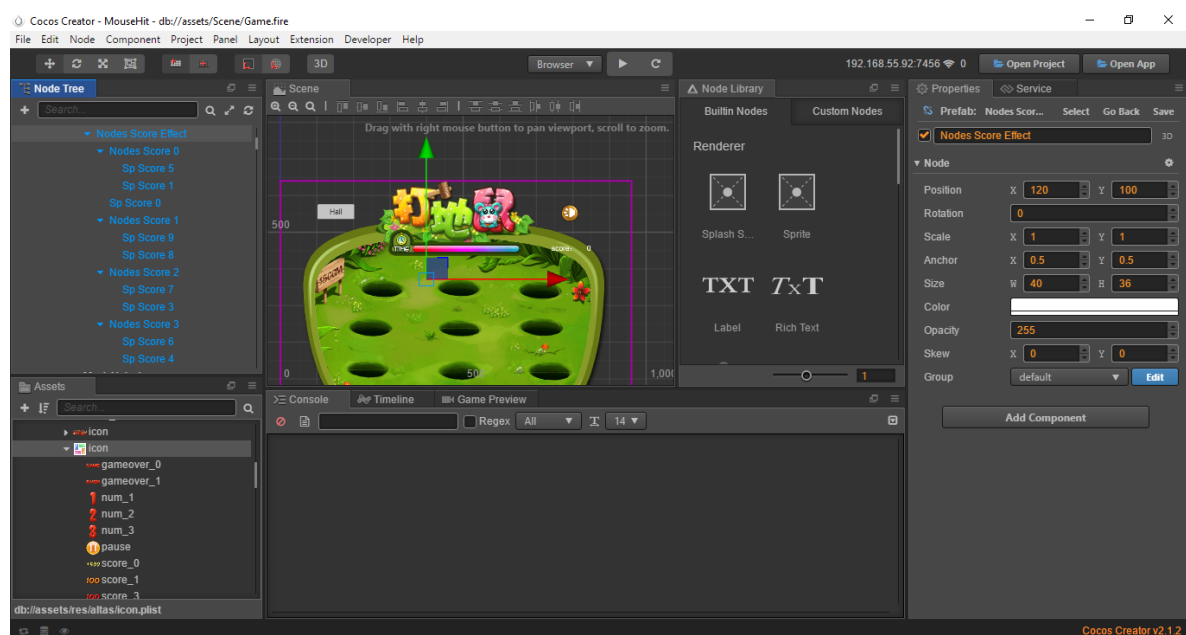 Cocos Creator - MouseHit - db://assets/Scene/Game.fire
File Edit Node Component Project Panel Layout Extension Developer Help
3D
Browser
192.168.55.92:7456
0
Open Project
Open App
Node Tree
Search...
Nodes Score Effect
Nodes Score 0
Sp Score 5
Sp Score 1
Sp Score 0
Nodes Score 1
Sp Score 9
Sp Score 8
Nodes Score 2
Sp Score 7
Sp Score 3
Nodes Score 3
Sp Score 6
Sp Score 4
Scene
Drag with right mouse button to pan viewport, scroll to zoom.
Hall
打地鼠
TIME:
score: 0
500
0
500
1,000
Node Library
Builtin Nodes
Custom Nodes
Renderer
Splash S...
Sprite
TXT
TxT
Label
Rich Text
1
Properties
Service
Prefab: Nodes Scor...
Select
Go Back
Save
Nodes Score Effect
3D
Node
Position X 120 Y 100
Rotation 0
Scale X 1 Y 1
Anchor X 0.5 Y 0.5
Size W 40 H 36
Color
Opacity 255
Skew X 0 Y 0
Group default Edit
Add Component
Assets
Search...
icon
icon
gameover_0
gameover_1
1 num_1
2 num_2
3 num_3
pause
score_0
100 score_1
100 score_3
db://assets/res/altas/icon.plist
Console
Timeline
Game Preview
Regex
All
14
Cocos Creator v2.1.2